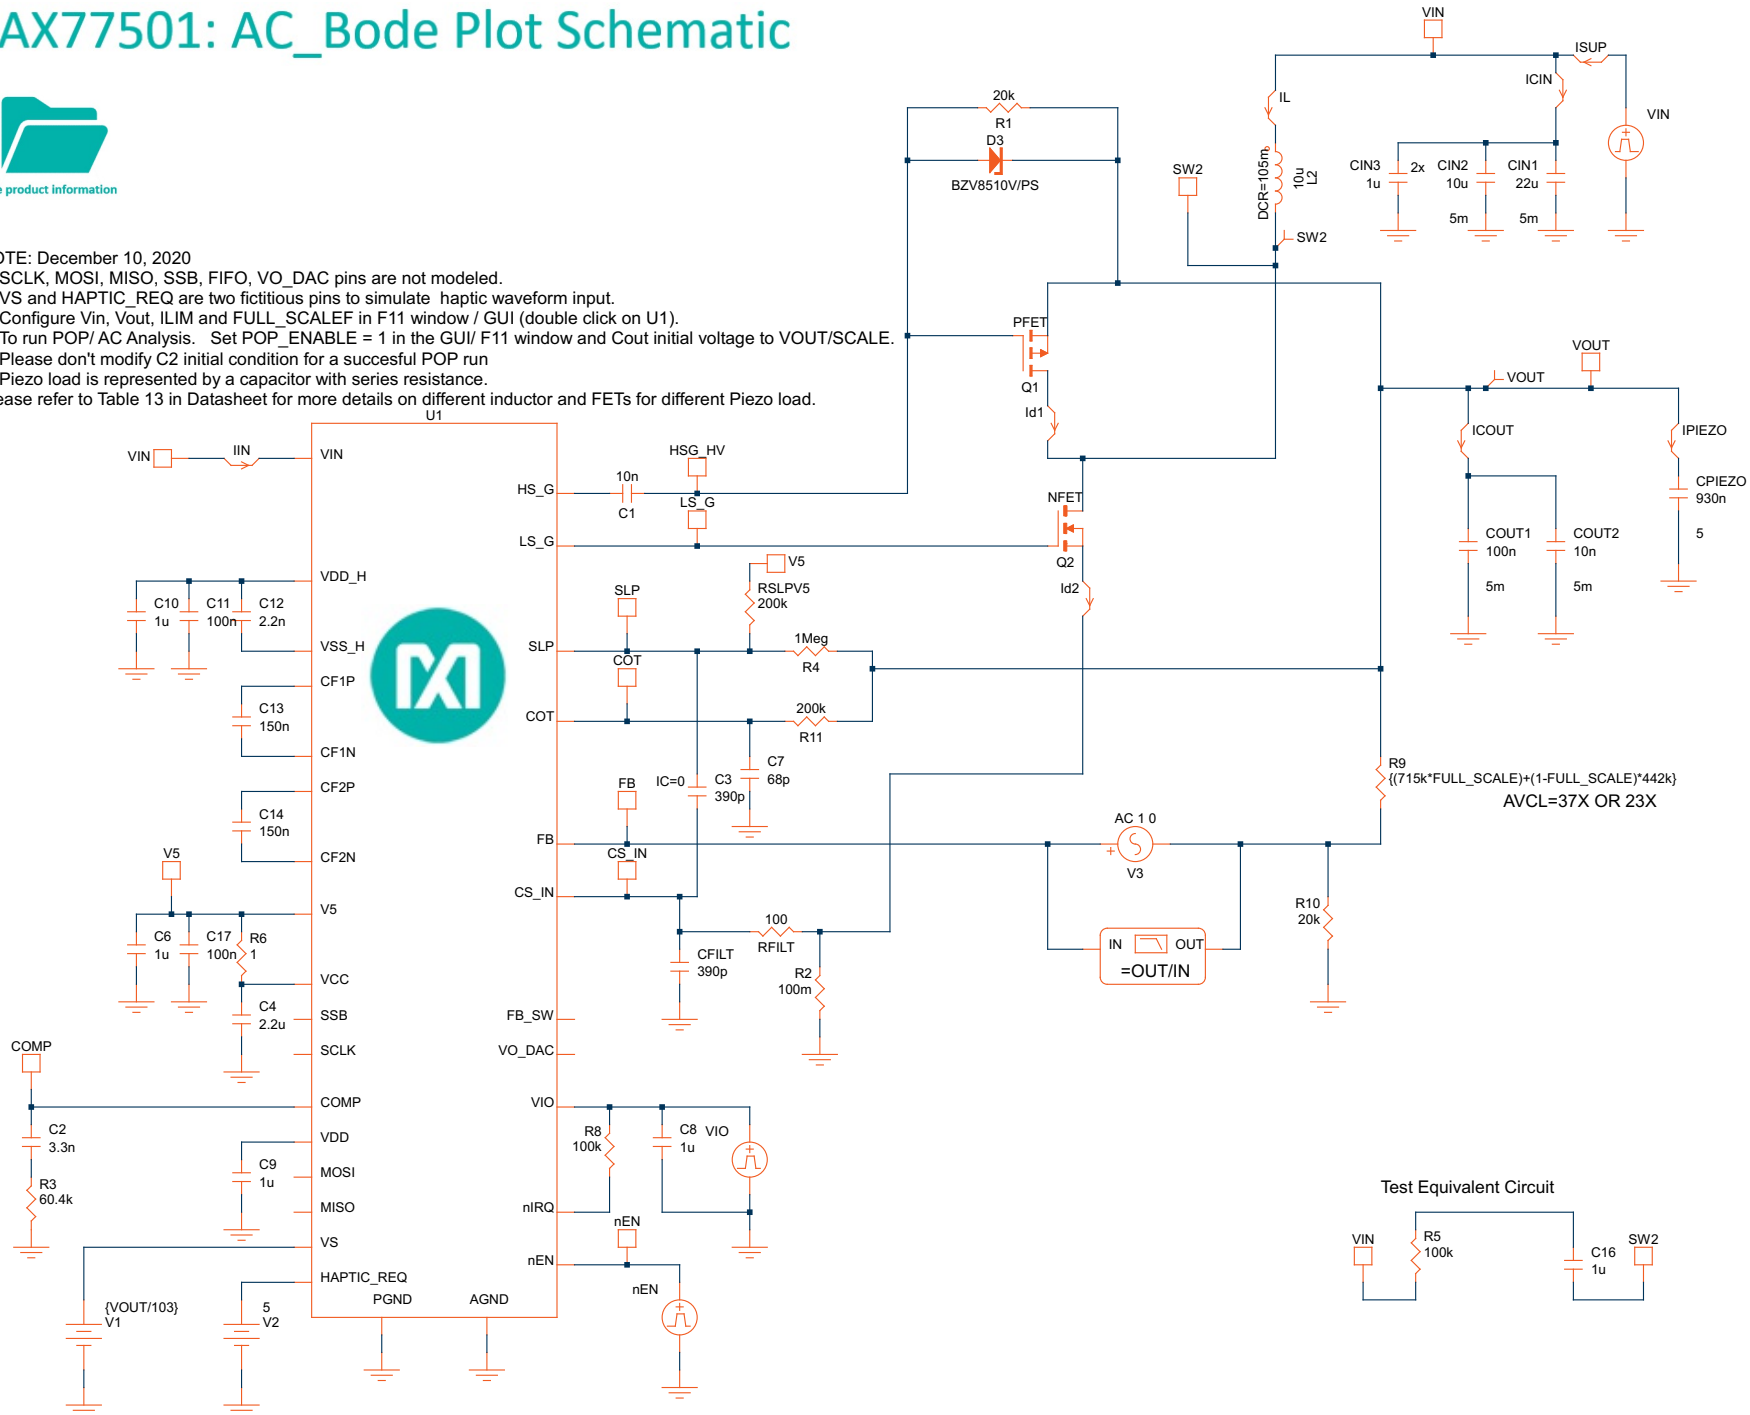 AX77501: AC_Bode Plot Schematic
e product information
OTE: December 10, 2020
SCLK, MOSI, MISO, SSB, FIFO, VO_DAC pins are not modeled.
VS and HAPTIC_REQ are two fictitious pins to simulate haptic waveform input.
Configure Vin, Vout, ILIM and FULL_SCALEF in F11 window / GUI (double click on U1).
To run POP/ AC Analysis. Set POP_ENABLE = 1 in the GUI/ F11 window and Cout initial voltage to VOUT/SCALE.
Please don't modify C2 initial condition for a succesful POP run
Piezo load is represented by a capacitor with series resistance.
ease refer to Table 13 in Datasheet for more details on different inductor and FETs for different Piezo load.
20k
R1
D3
BZV8510V/PS
VIN
ISUP
ICIN
IL
VIN
SW2
DCR=105m
10u
L2
CIN3
1u
2x
CIN2
10u
5m
CIN1
22u
5m
SW2
PFET
Q1
Id1
VOUT
VOUT
ICOUT
IPIEZO
CPIEZO
930n
5
COUT1
100n
5m
COUT2
10n
5m
NFET
Q2
Id2
U1
VIN
IIN
VIN
HS_G
10n
C1
HSG_HV
LS_G
LS_G
VDD_H
C10
1u
C11
100n
C12
2.2n
VSS_H
CF1P
C13
150n
CF1N
CF2P
C14
150n
CF2N
V5
V5
C6
1u
C17
100n
R6
1
VCC
C4
2.2u
SSB
SCLK
COMP
COMP
C2
3.3n
R3
60.4k
VDD
C9
1u
MOSI
MISO
VS
HAPTIC_REQ
{VOUT/103}
V1
5
V2
PGND
AGND
V5
RSLPV5
200k
SLP
SLP
1Meg
R4
COT
COT
200k
R11
IC=0
C3
390p
C7
68p
FB
FB
CS_IN
CS_IN
100
RFILT
CFILT
390p
R2
100m
FB_SW
VO_DAC
VIO
R8
100k
C8
1u
VIO
nIRQ
nEN
nEN
nEN
AC 1 0
V3
IN
OUT
=OUT/IN
R9
{(715k*FULL_SCALE)+(1-FULL_SCALE)*442k}
AVCL=37X OR 23X
R10
20k
Test Equivalent Circuit
VIN
R5
100k
C16
1u
SW2